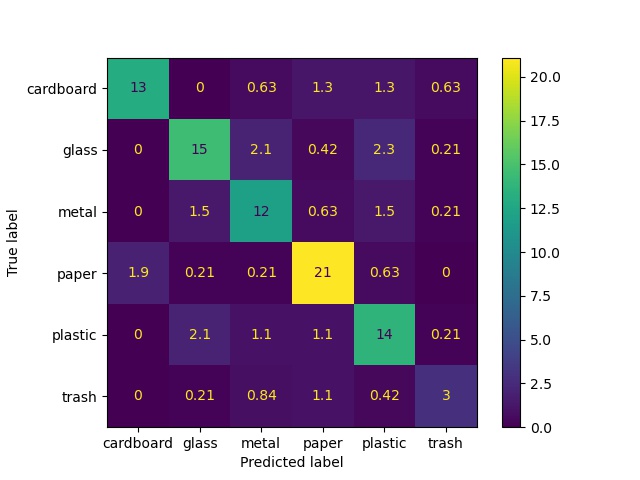 cardboard 13 0 0.63 1.3 1.3 0.63
glass 0 15 2.1 0.42 2.3 0.21
metal 0 1.5 12 0.63 1.5 0.21
paper 1.9 0.21 0.21 21 0.63 0
plastic 0 2.1 1.1 1.1 14 0.21
trash 0 0.21 0.84 1.1 0.42 3
cardboard glass metal paper plastic trash
Predicted label
True label
20.0
17.5
15.0
12.5
10.0
7.5
5.0
2.5
0.0